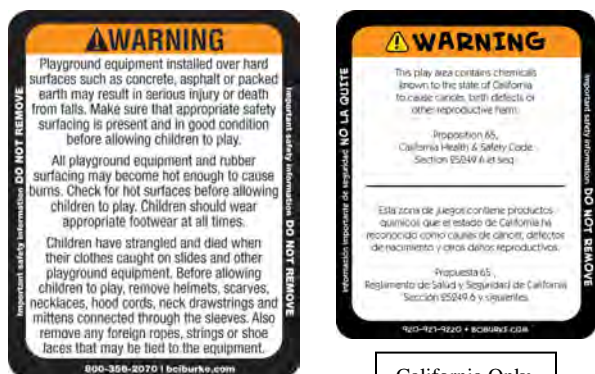 WARNING
Playground equipment installed over hard
surfaces such as concrete, asphalt or packed
earth may result in serious injury or death
from falls. Make sure that appropriate safety
surfacing is present and in good condition
before allowing children to play.
All playground equipment and rubber
surfacing may become hot enough to cause
burns. Check for hot surfaces before allowing
children to play. Children should wear
appropriate footwear at all times.
Children have strangled and died when
their clothes caught on slides and other
playground equipment. Before allowing
children to play, remove helmets, scarves,
necklaces, hood cords, neck drawstrings and
mittens connected through the sleeves. Also
remove any foreign ropes, strings or shoe
laces that may be tied to the equipment.
800-356-2070 | bciburke.com
Important safety information DO NOT REMOVE
Important safety information DO NOT REMOVE
WARNING
This play area contains chemicals
known to the state of California
to cause cancer, birth defects or
other reproductive harm.
Proposition 65,
California Health & Safety Code
Section 25249.6 et seq.
Esta zona de juegos contiene productos
químicos que el estado de California ha
reconocido como causas de cáncer, defectos
de nacimiento y otros daños reproductivos.
Propuesta 65,
Reglamento de Salud y Seguridad de California
Sección 25249.6 y siguientes.
920-921-9220 • BCIBURKE.COM
Información importante de seguridad NO LA QUITE
Important safety information DO NOT REMOVE
California Only